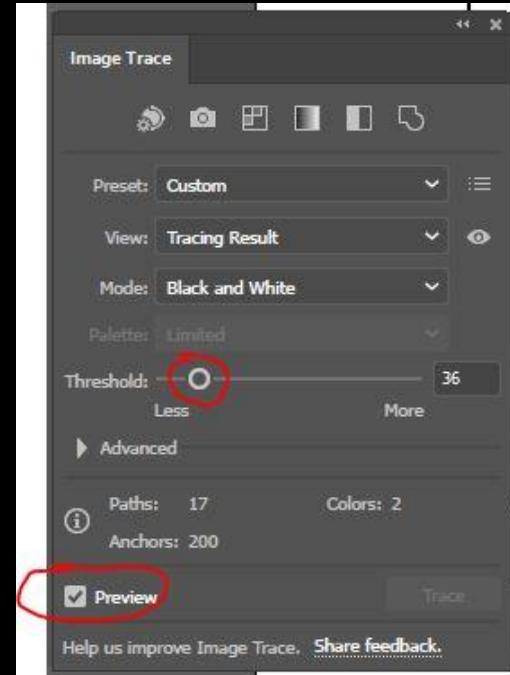 Image Trace
Preset: Custom
View: Tracing Result
Mode: Black and White
Palette: Limited
Threshold: 36
Less More
Advanced
Paths: 17 Colors: 2
Anchors: 200
Preview Trace
Help us improve Image Trace. Share feedback.